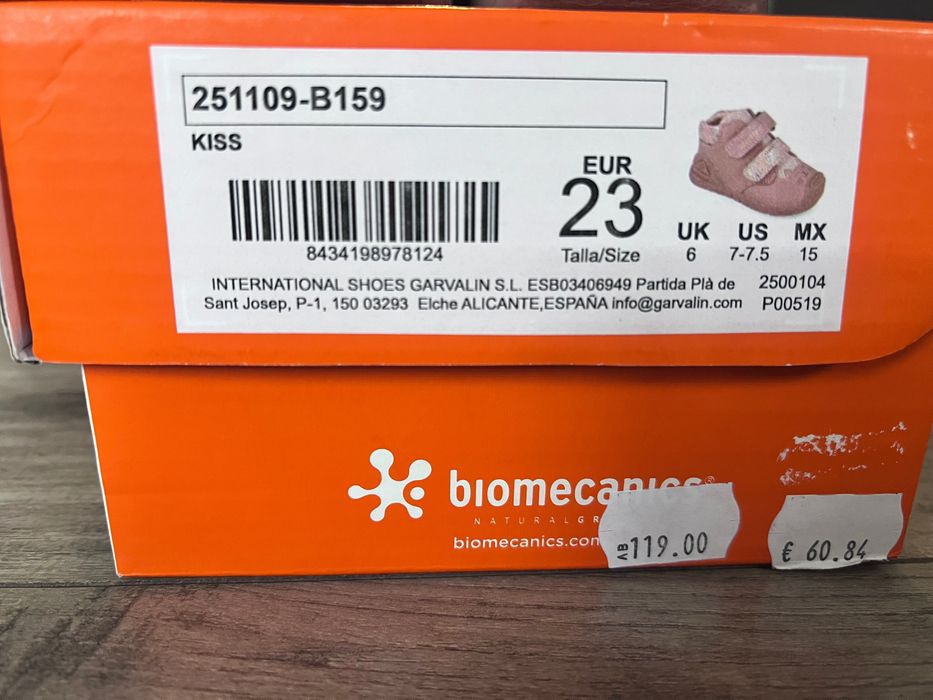 251109-B159
KISS
8434198978124
EUR
23
Talla/Size
UK US MX
6 7-7.5 15
INTERNATIONAL SHOES GARVALIN S.L. ESB03406949 Partida Plà de 2500104
Sant Josep, P-1, 150 03293 Elche ALICANTE,ESPAÑA info@garvalin.com P00519
biomecanics
NATURALGR
biomecanics.com
119.00
€ 60.84